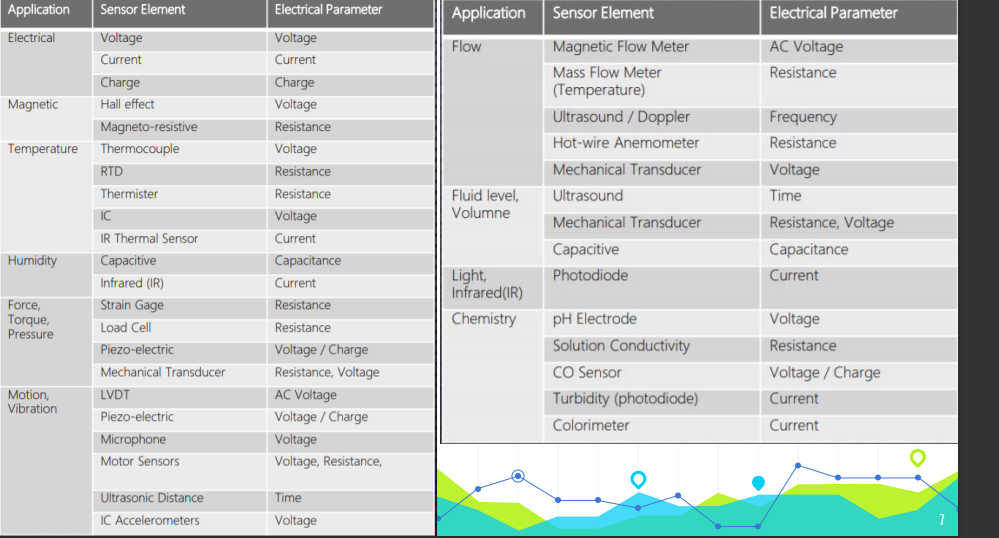 Application Sensor Element Electrical Parameter
Electrical Voltage Voltage
Current Current
Charge Charge
Magnetic Hall effect Voltage
Magneto-resistive Resistance
Temperature Thermocouple Voltage
RTD Resistance
Thermister Resistance
IC Voltage
IR Thermal Sensor Current
Humidity Capacitive Capacitance
Infrared (IR) Current
Force, Strain Gage Resistance
Torque, Load Cell Resistance
Pressure
Piezo-electric Voltage / Charge
Mechanical Transducer Resistance, Voltage
Motion, LVDT AC Voltage
Vibration Piezo-electric Voltage / Charge
Microphone Voltage
Motor Sensors Voltage, Resistance,
Ultrasonic Distance Time
IC Accelerometers Voltage
Application Sensor Element Electrical Parameter
Flow Magnetic Flow Meter AC Voltage
Mass Flow Meter Resistance
(Temperature)
Ultrasound / Doppler Frequency
Hot-wire Anemometer Resistance
Mechanical Transducer Voltage
Fluid level, Ultrasound Time
Volumne
Mechanical Transducer Resistance, Voltage
Capacitive Capacitance
Light, Photodiode Current
Infrared(IR)
Chemistry pH Electrode Voltage
Solution Conductivity Resistance
CO Sensor Voltage / Charge
Turbidity (photodiode) Current
Colorimeter Current
7